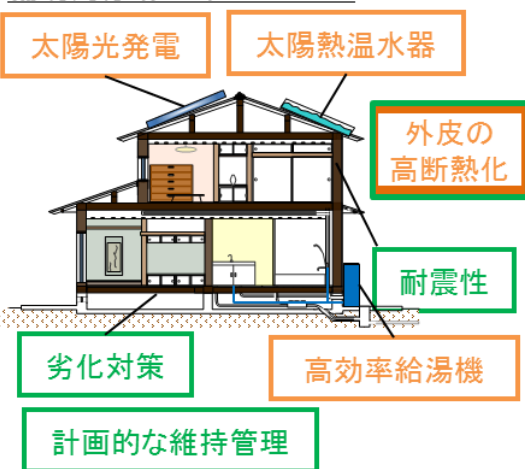 太陽光発電
太陽熱温水器
外皮の
高断熱化
耐震性
劣化対策
高効率給湯機
計画的な維持管理